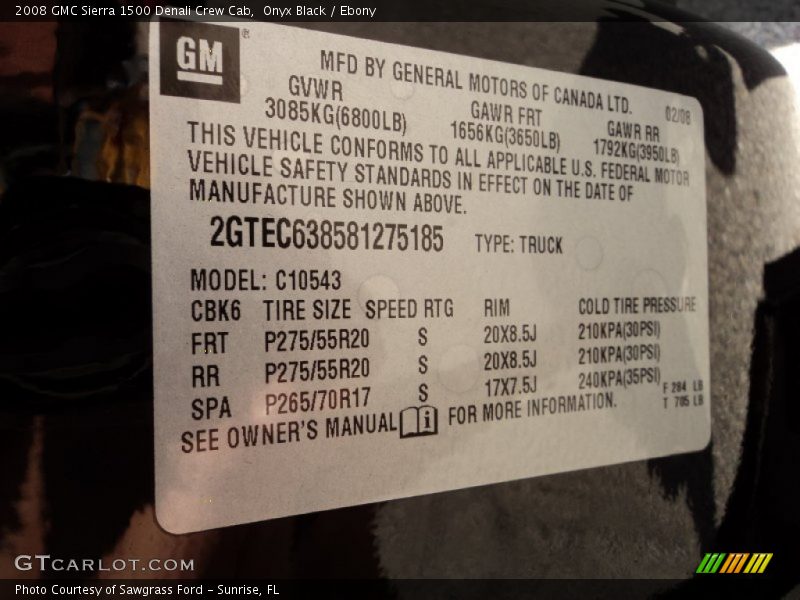 2008 GMC Sierra 1500 Denali Crew Cab, Onyx Black / Ebony
GM ®
MFD BY GENERAL MOTORS OF CANADA LTD.
GVWR GAWR FRT GAWR RR 02/08
3085KG(6800LB) 1656KG(3650LB) 1792KG(3950LB)
THIS VEHICLE CONFORMS TO ALL APPLICABLE U.S. FEDERAL MOTOR
VEHICLE SAFETY STANDARDS IN EFFECT ON THE DATE OF
MANUFACTURE SHOWN ABOVE.
2GTEC638581275185 TYPE: TRUCK
MODEL: C10543
CBK6 TIRE SIZE SPEED RTG RIM COLD TIRE PRESSURE
FRT P275/55R20 S 20X8.5J 210KPA(30PSI)
RR P275/55R20 S 20X8.5J 210KPA(30PSI)
SPA P265/70R17 S 17X7.5J 240KPA(35PSI) F 284 LB
SEE OWNER'S MANUAL i FOR MORE INFORMATION. T 785 LB
GTCARLOT.COM
Photo Courtesy of Sawgrass Ford - Sunrise, FL